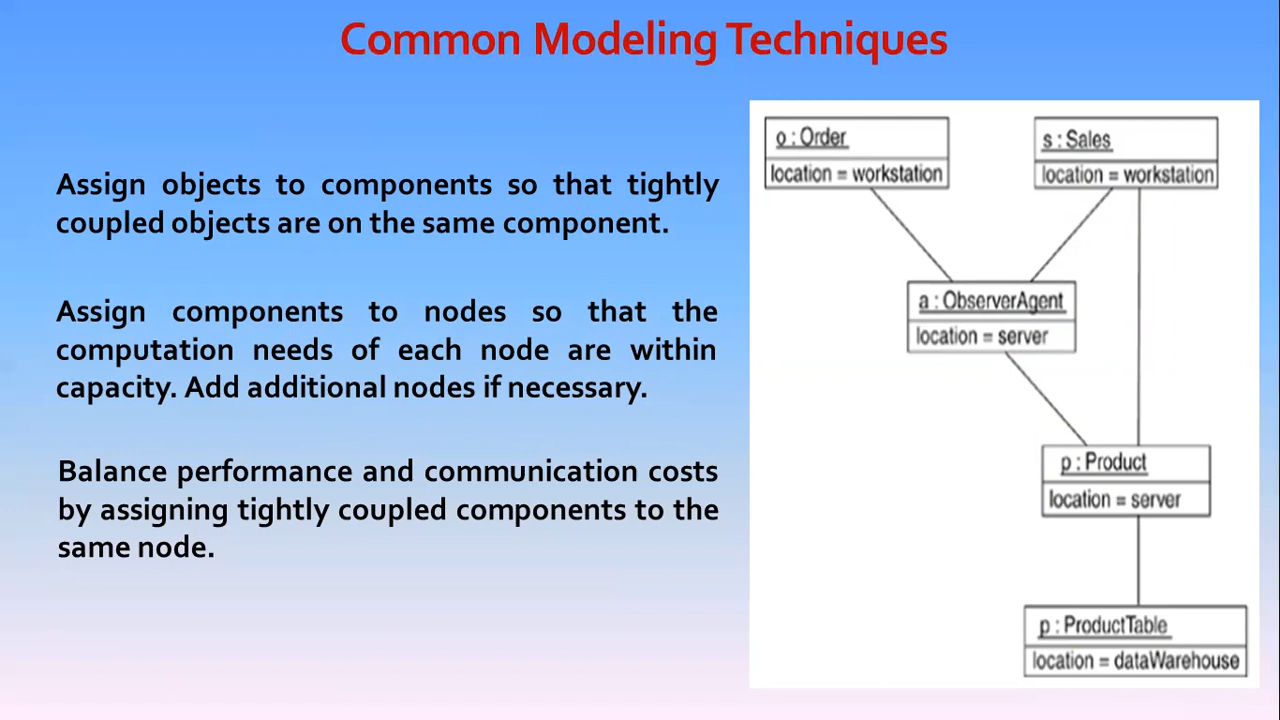 Common Modeling Techniques
Assign objects to components so that tightly
coupled objects are on the same component.
Assign components to nodes so that the
computation needs of each node are within
capacity. Add additional nodes if necessary.
Balance performance and communication costs
by assigning tightly coupled components to the
same node.
o : Order
location = workstation
s : Sales
location = workstation
a : ObserverAgent
location = server
p : Product
location = server
p : ProductTable
location = dataWarehouse